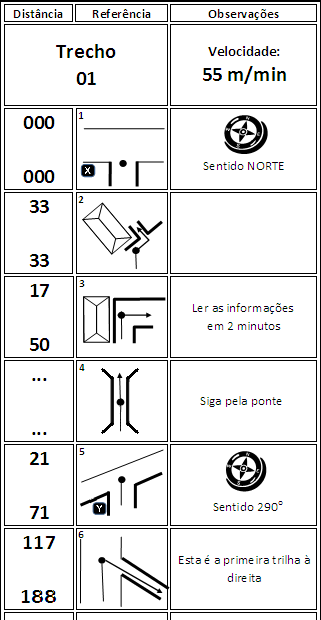 Distância Referência Observações
Trecho
01
Velocidade:
55 m/min
000
000
1
X
Sentido NORTE
33
33
2
17
50
3
Ler as informações
em 2 minutos
...
...
4
Siga pela ponte
21
71
5
Y
Sentido 290°
117
188
6
Esta é a primeira trilha à
direita